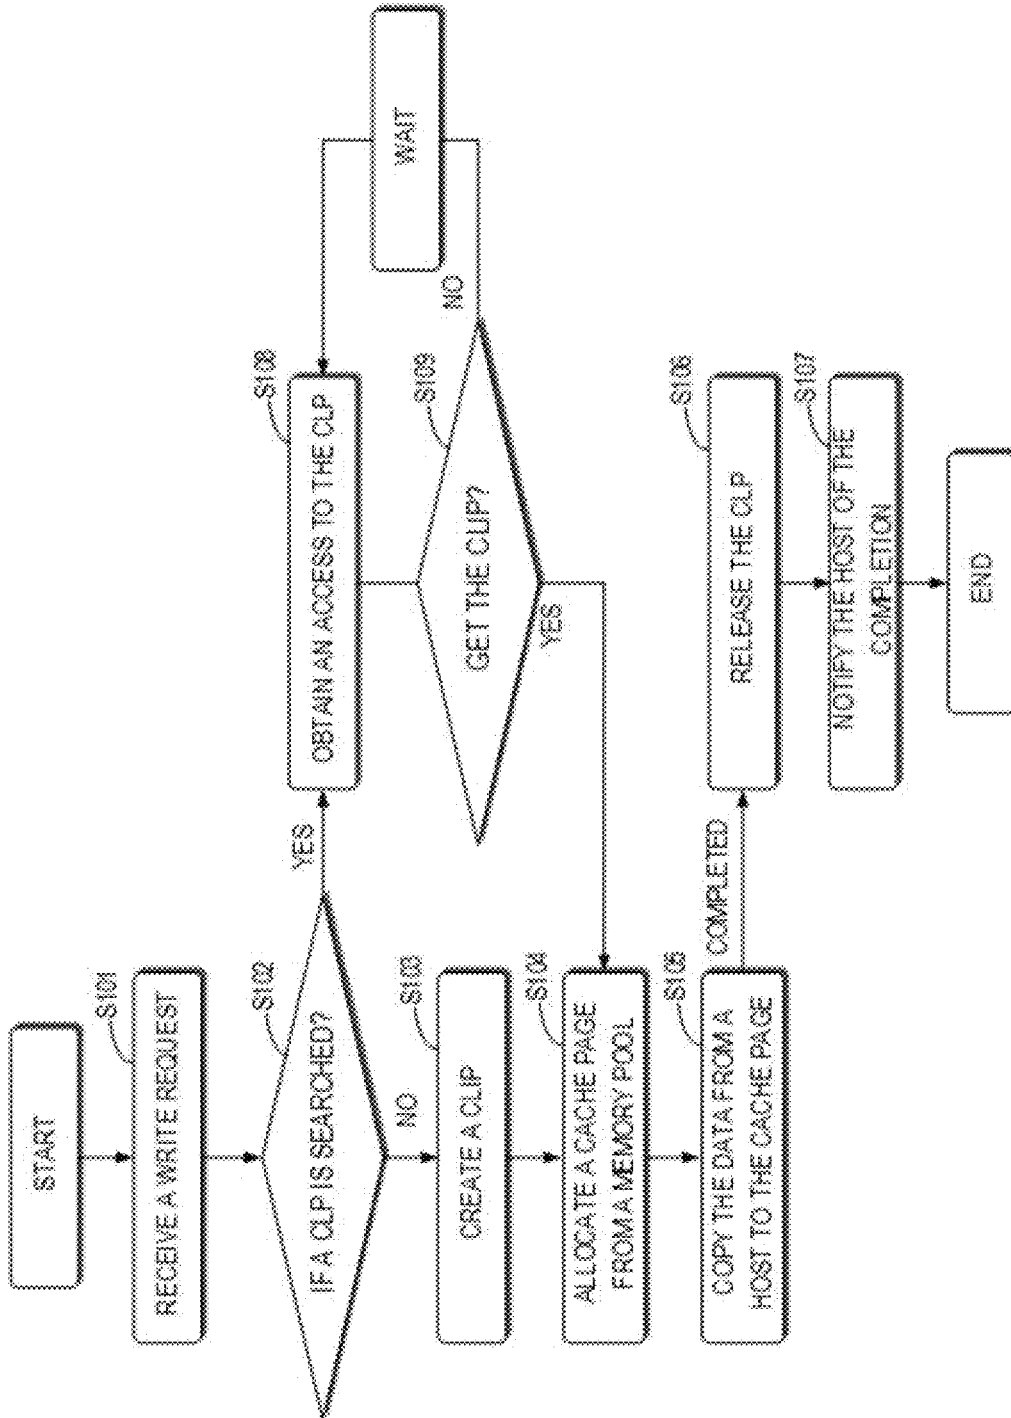 START
RECEIVE A WRITE REQUEST
S101
IF A CLP IS SEARCHED?
S102
YES
NO
CREATE A CLIP
S103
ALLOCATE A CACHE PAGE
FROM A MEMORY POOL
S104
COPY THE DATA FROM A
HOST TO THE CACHE PAGE
S105
COMPLETED
OBTAIN AN ACCESS TO THE CLP
S108
GET THE CLIP?
S109
NO
YES
WAIT
RELEASE THE CLP
S106
NOTIFY THE HOST OF THE
COMPLETION
S107
END